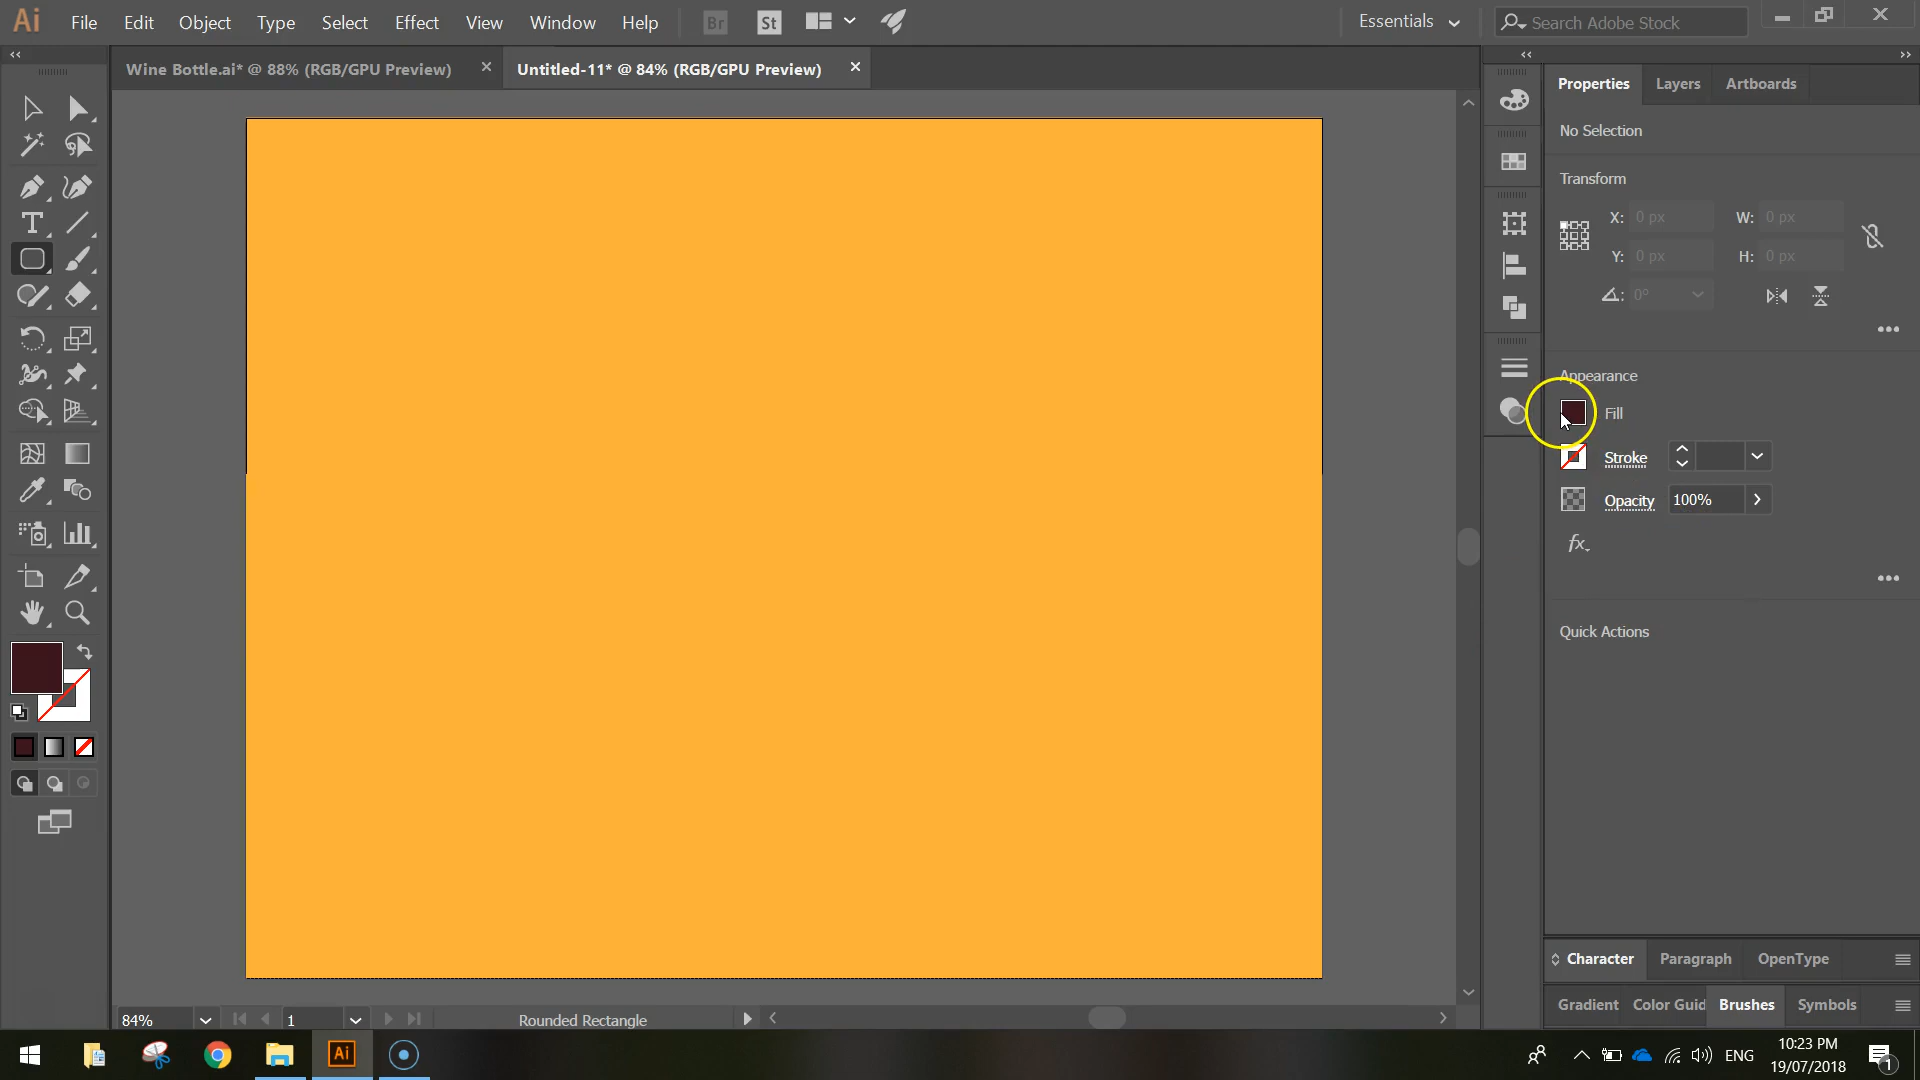 Ai File Edit Object Type Select Effect View Window Help Br St Essentials Search Adobe Stock
Wine Bottle.ai* @ 88% (RGB/GPU Preview) Untitled-11* @ 84% (RGB/GPU Preview)
Properties Layers Artboards
No Selection
Transform
X: 0 px W: 0 px
Y: 0 px H: 0 px
0°
Appearance
Fill
Stroke
Opacity 100%
fx
Quick Actions
Character Paragraph OpenType
Gradient Color Guid Brushes Symbols
84% 1 Rounded Rectangle
Ai ENG 10:23 PM
19/07/2018
1